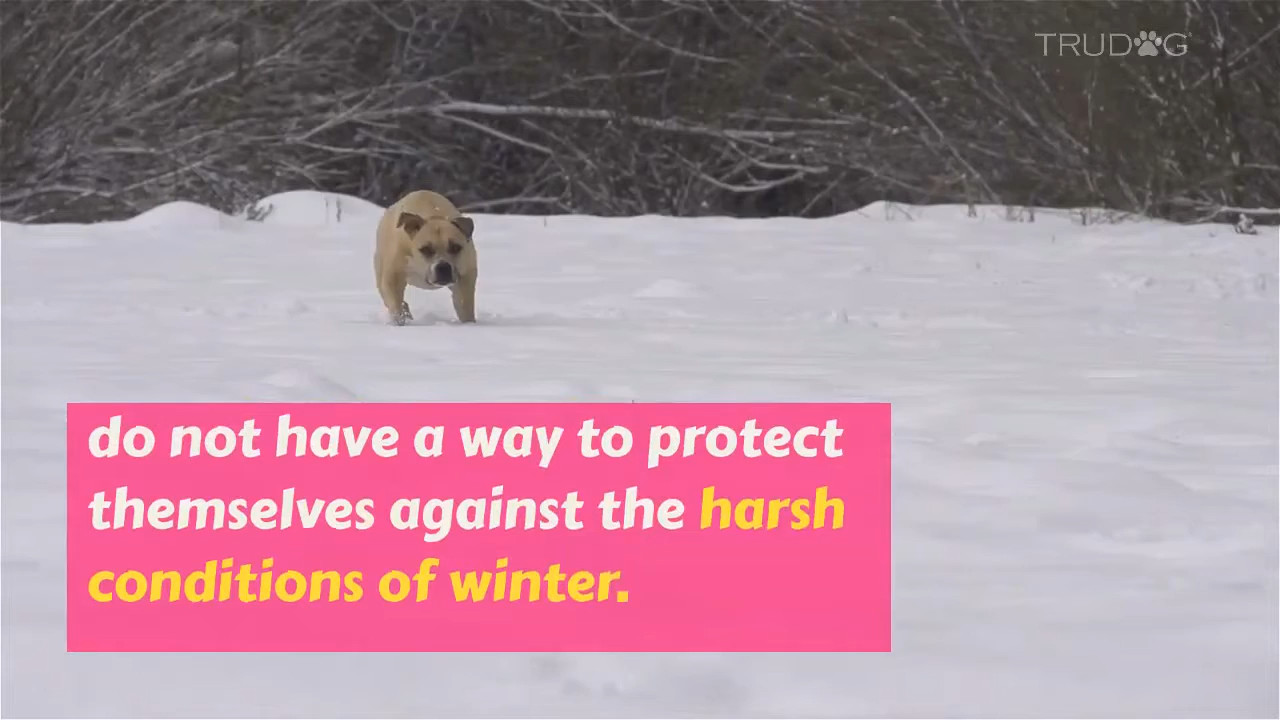 TRUDOG
do not have a way to protect
themselves against the harsh
conditions of winter.